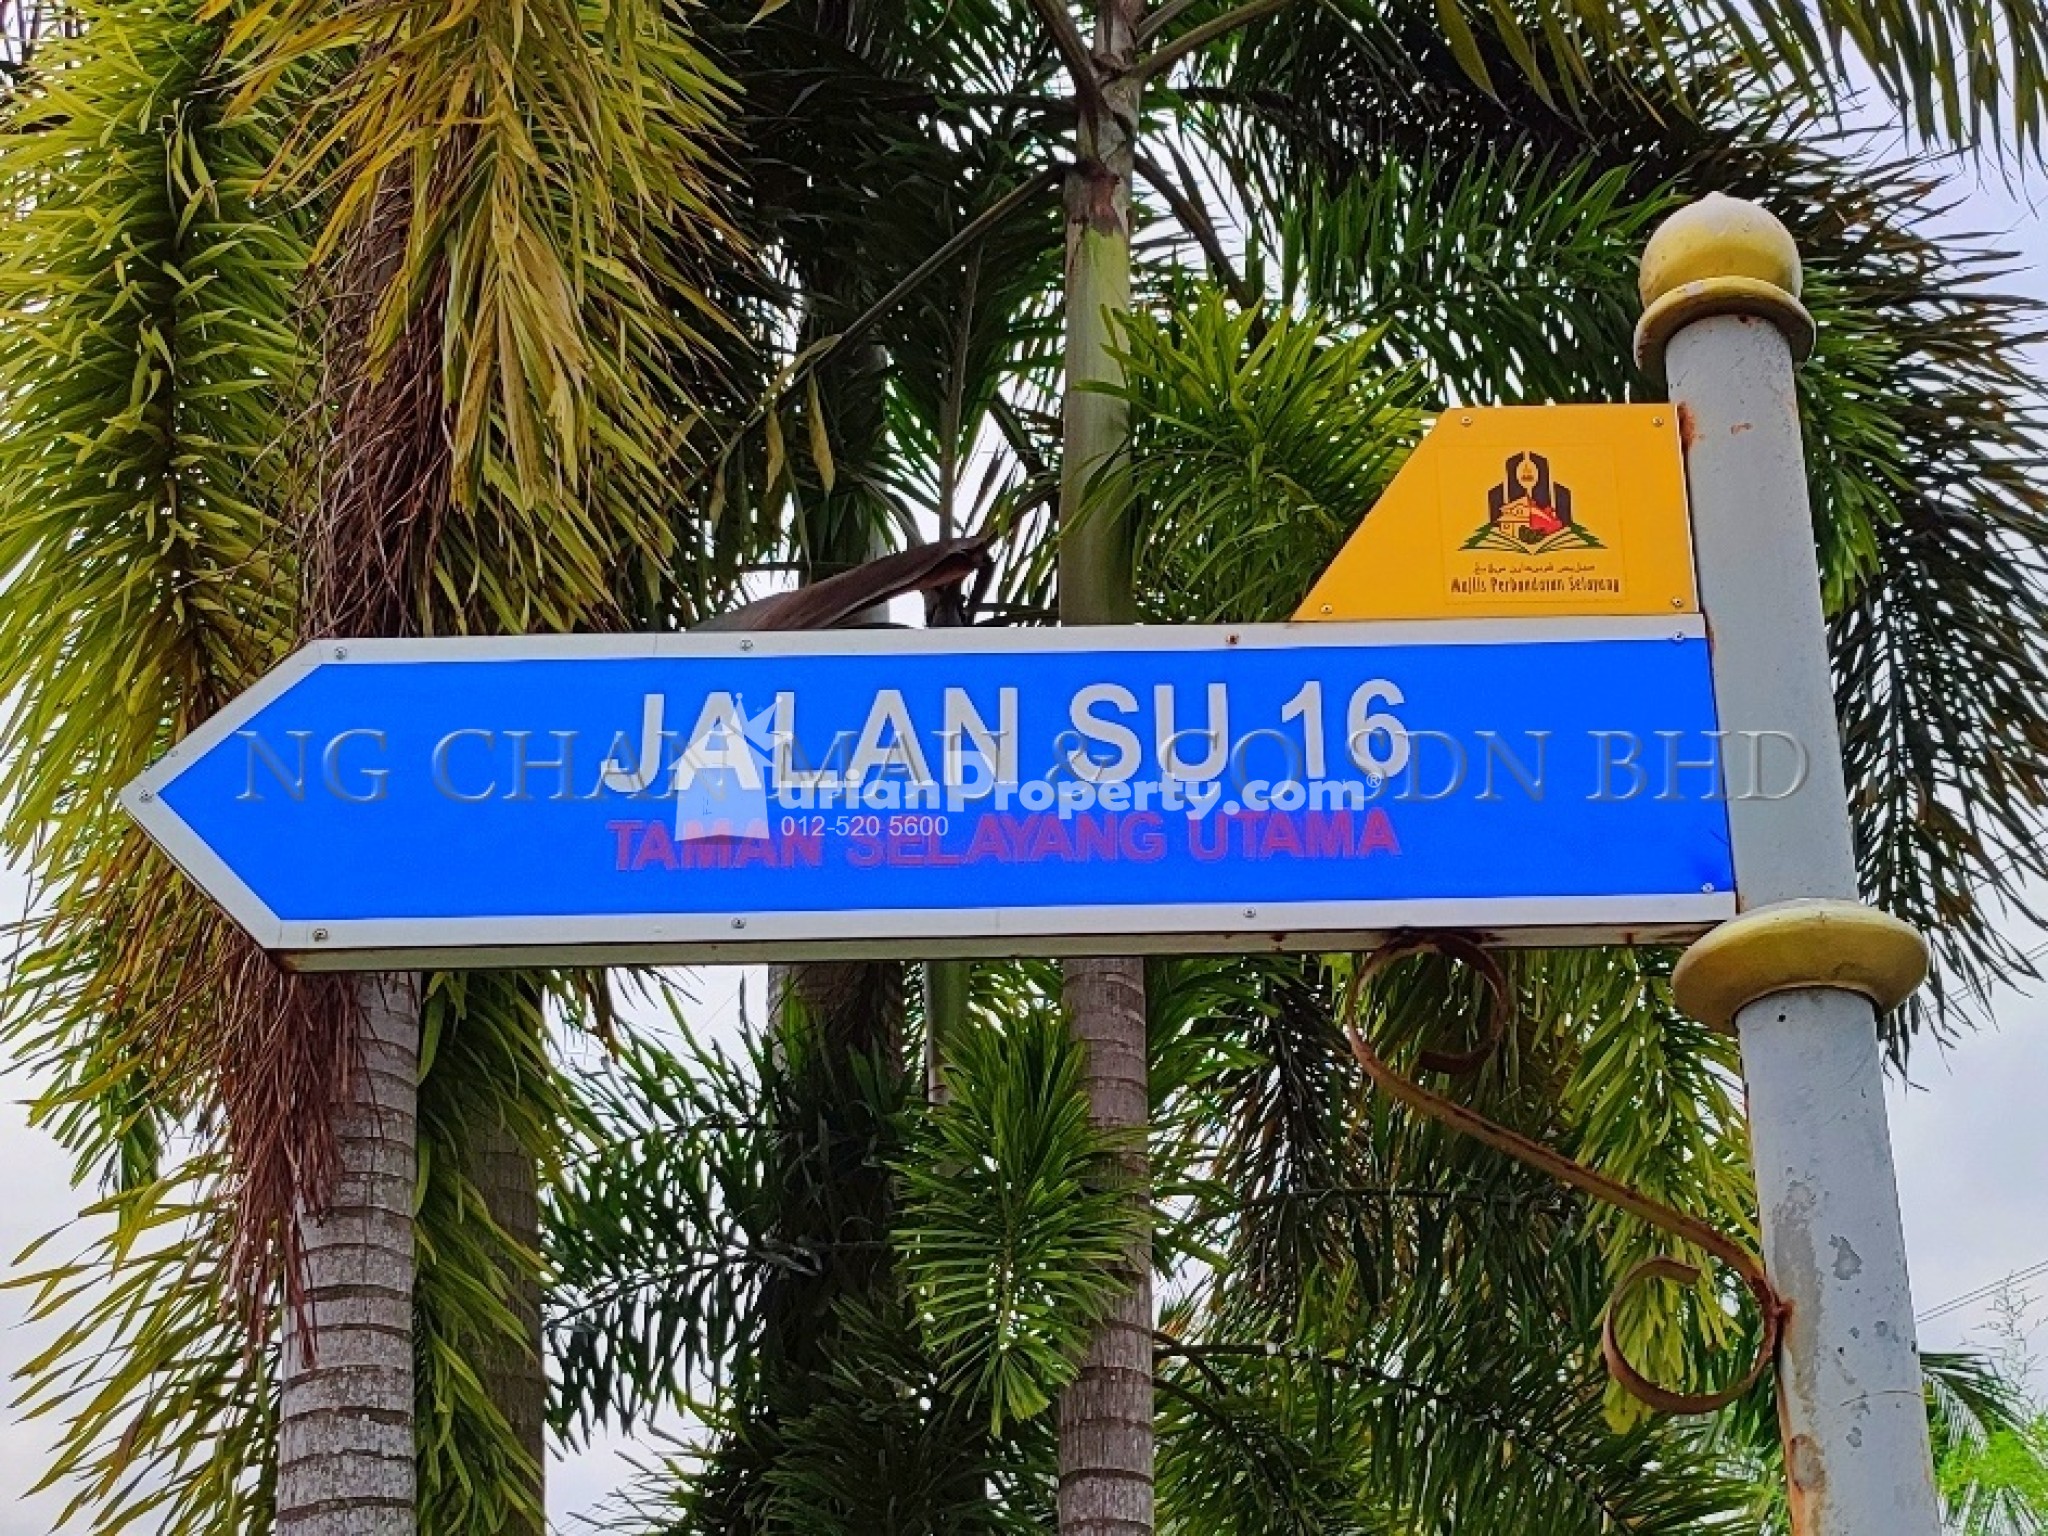 Majlis Perbandaran Selayang
JALAN SU 16
NG CHAN MAU & CO SDN BHD
DurianProperty.com®
012-520 5600
TAMAN SELAYANG UTAMA